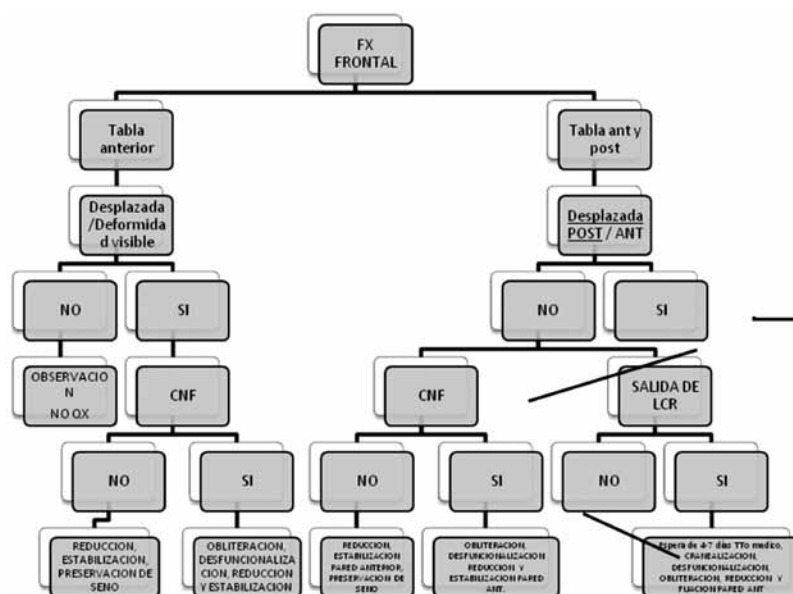 FX
FRONTAL
Tabla
anterior
Tabla ant y
post
Desplazada
/Deformida
d visible
Desplazada
POST / ANT
NO
SI
NO
SI
OBSERVACIO
N
NO QX
CNF
CNF
SALIDA DE
LCR
NO
SI
NO
SI
NO
SI
REDUCCION,
ESTABILIZACION,
PRESERVACION DE
SENO
OBLITERACION,
DESFUNCIONALIZA
CION, REDUCCION
Y ESTABILIZACION
REDUCCION,
ESTABILIZACION
PARED ANTERIOR,
PRESERVACION DE
SENO
OBLITERACION,
DESFUNCIONALIZACION
REDUCCION Y
ESTABILIZACION PARED
ANT.
Espera de 4-7 dias TTo medico,
CRANEALIZACION,
DESFUNCIONALIZACION,
OBLITERACION, REDUCCION Y
FIJACION PARED ANT